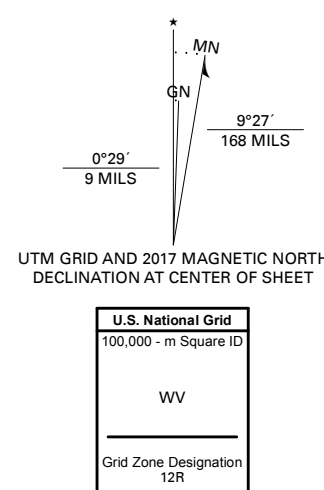 ★
MN
GN
9°27´
168 MILS
0°29´
9 MILS
UTM GRID AND 2017 MAGNETIC NORTH
DECLINATION AT CENTER OF SHEET
U.S. National Grid
100,000 - m Square ID
WV
Grid Zone Designation
12R